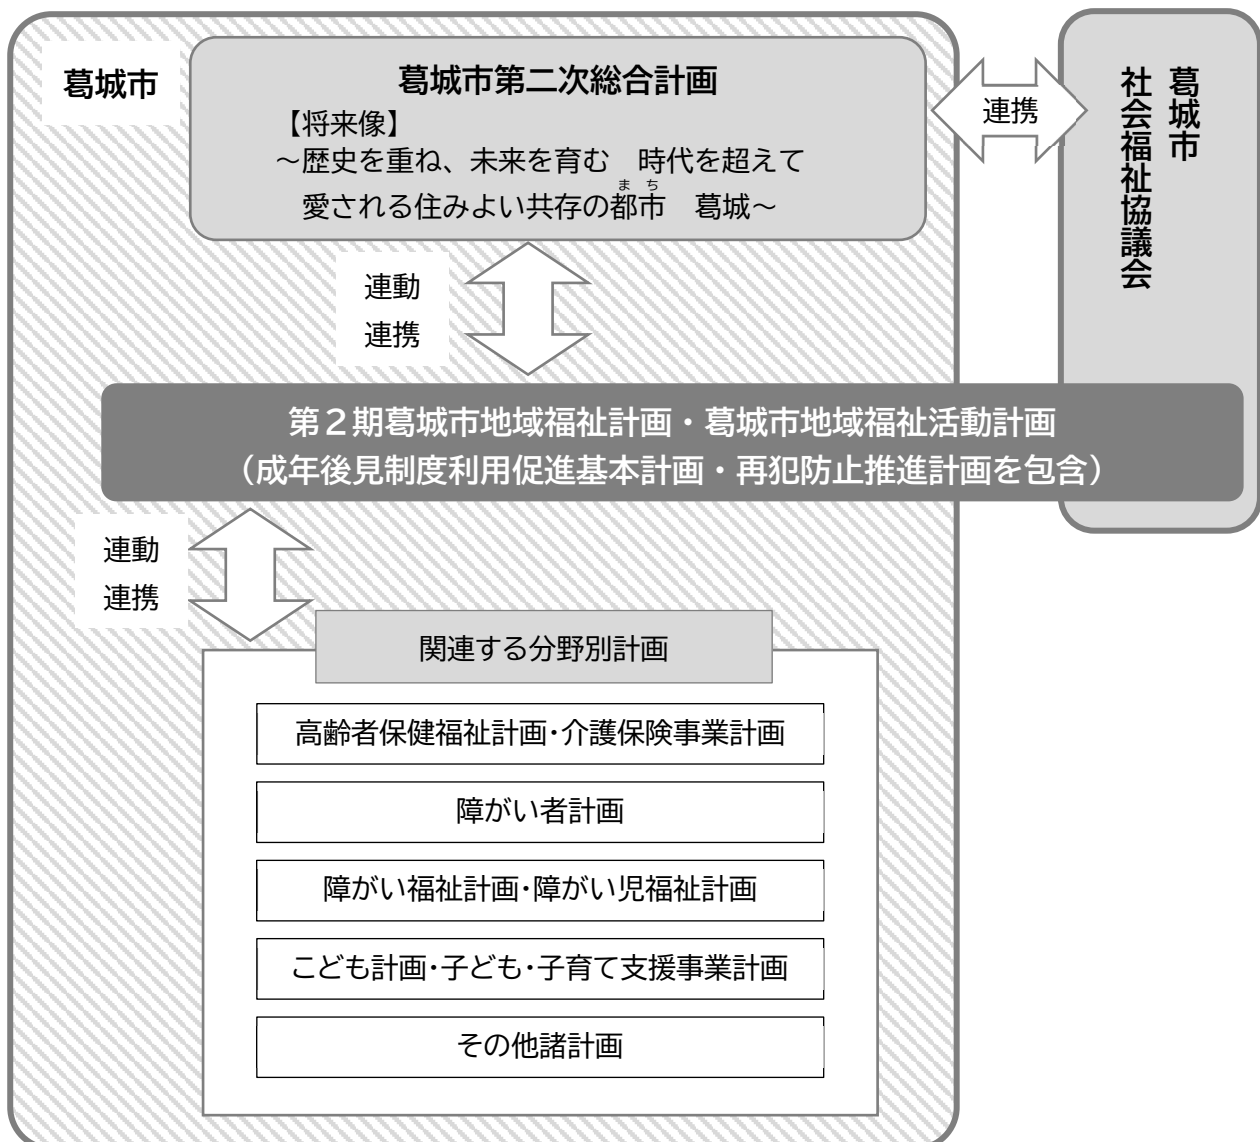 葛城市
葛城市第二次総合計画
【将来像】
～歴史を重ね、未来を育む　時代を超えて
ま ち
愛される住みよい共存の都市　葛城～
連携
葛城市
社会福祉協議会
連動
連携
第２期葛城市地域福祉計画・葛城市地域福祉活動計画
（成年後見制度利用促進基本計画・再犯防止推進計画を包含）
連動
連携
関連する分野別計画
高齢者保健福祉計画･介護保険事業計画
障がい者計画
障がい福祉計画･障がい児福祉計画
こども計画･子ども･子育て支援事業計画
その他諸計画